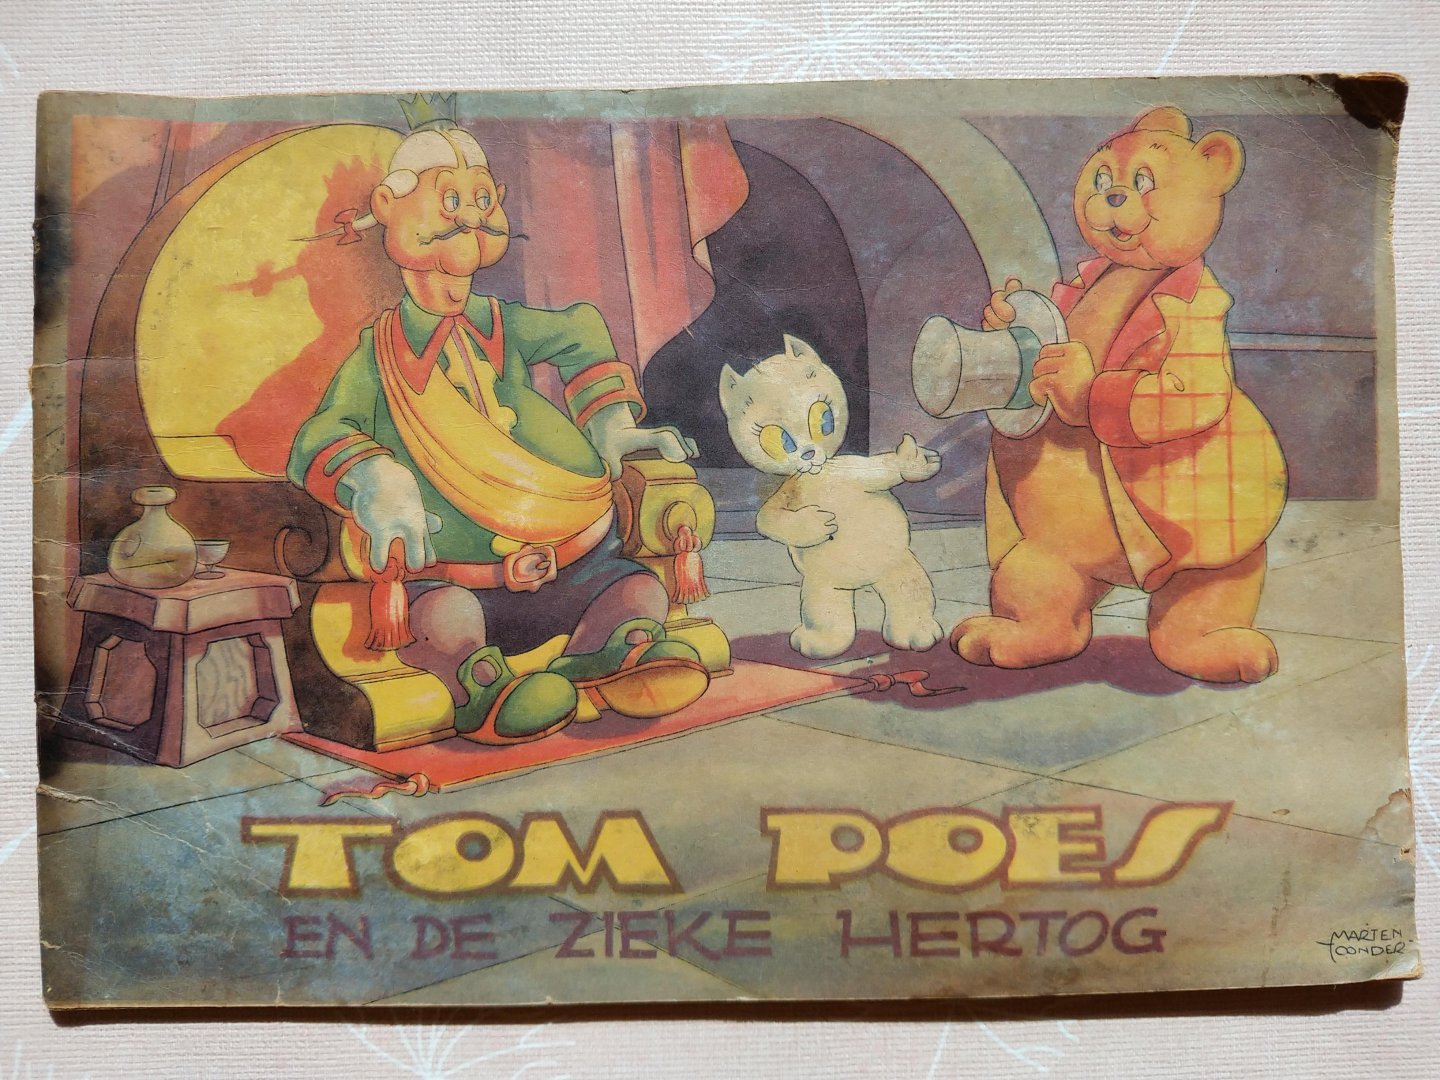 TOM POES
EN DE ZIEKE HERTOG
MARTEN
TOONDER